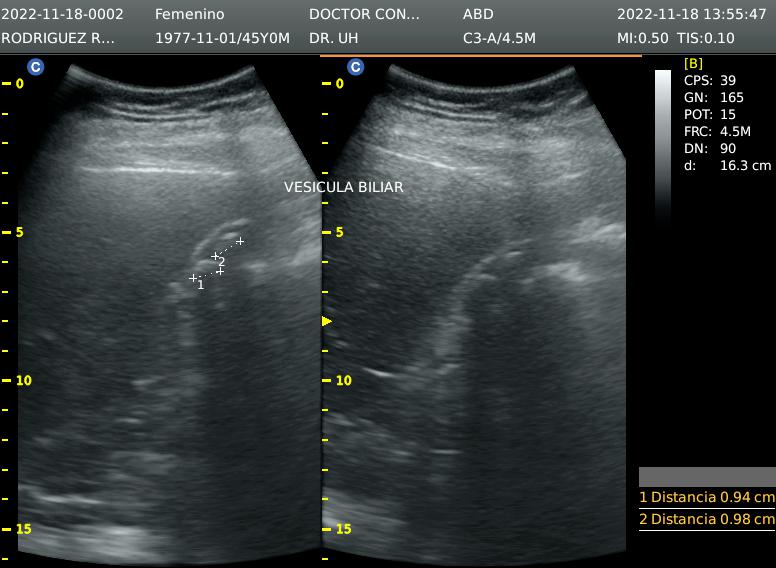 2022-11-18-0002 Femenino DOCTOR CON... ABD 2022-11-18 13:55:47
RODRIGUEZ R... 1977-11-01/45Y0M DR. UH C3-A/4.5M MI:0.50 TIS:0.10
C C
[B]
CPS: 39
GN: 165
POT: 15
FRC: 4.5M
DN: 90
d: 16.3 cm
0 0
VESICULA BILIAR
5 5
2
1
10 10
15 15
1 Distancia 0.94 cm
2 Distancia 0.98 cm